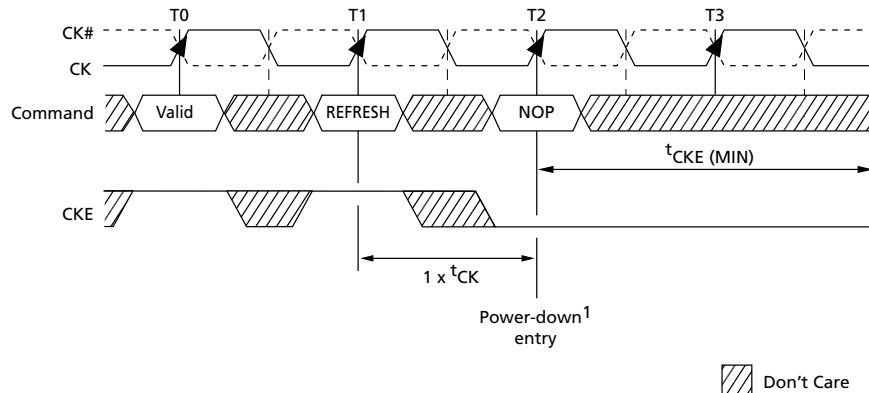 T0 T1 T2 T3
CK#
CK
Command Valid REFRESH NOP
tCKE (MIN)
CKE
1 x tCK
Power-down1
entry
Don't Care